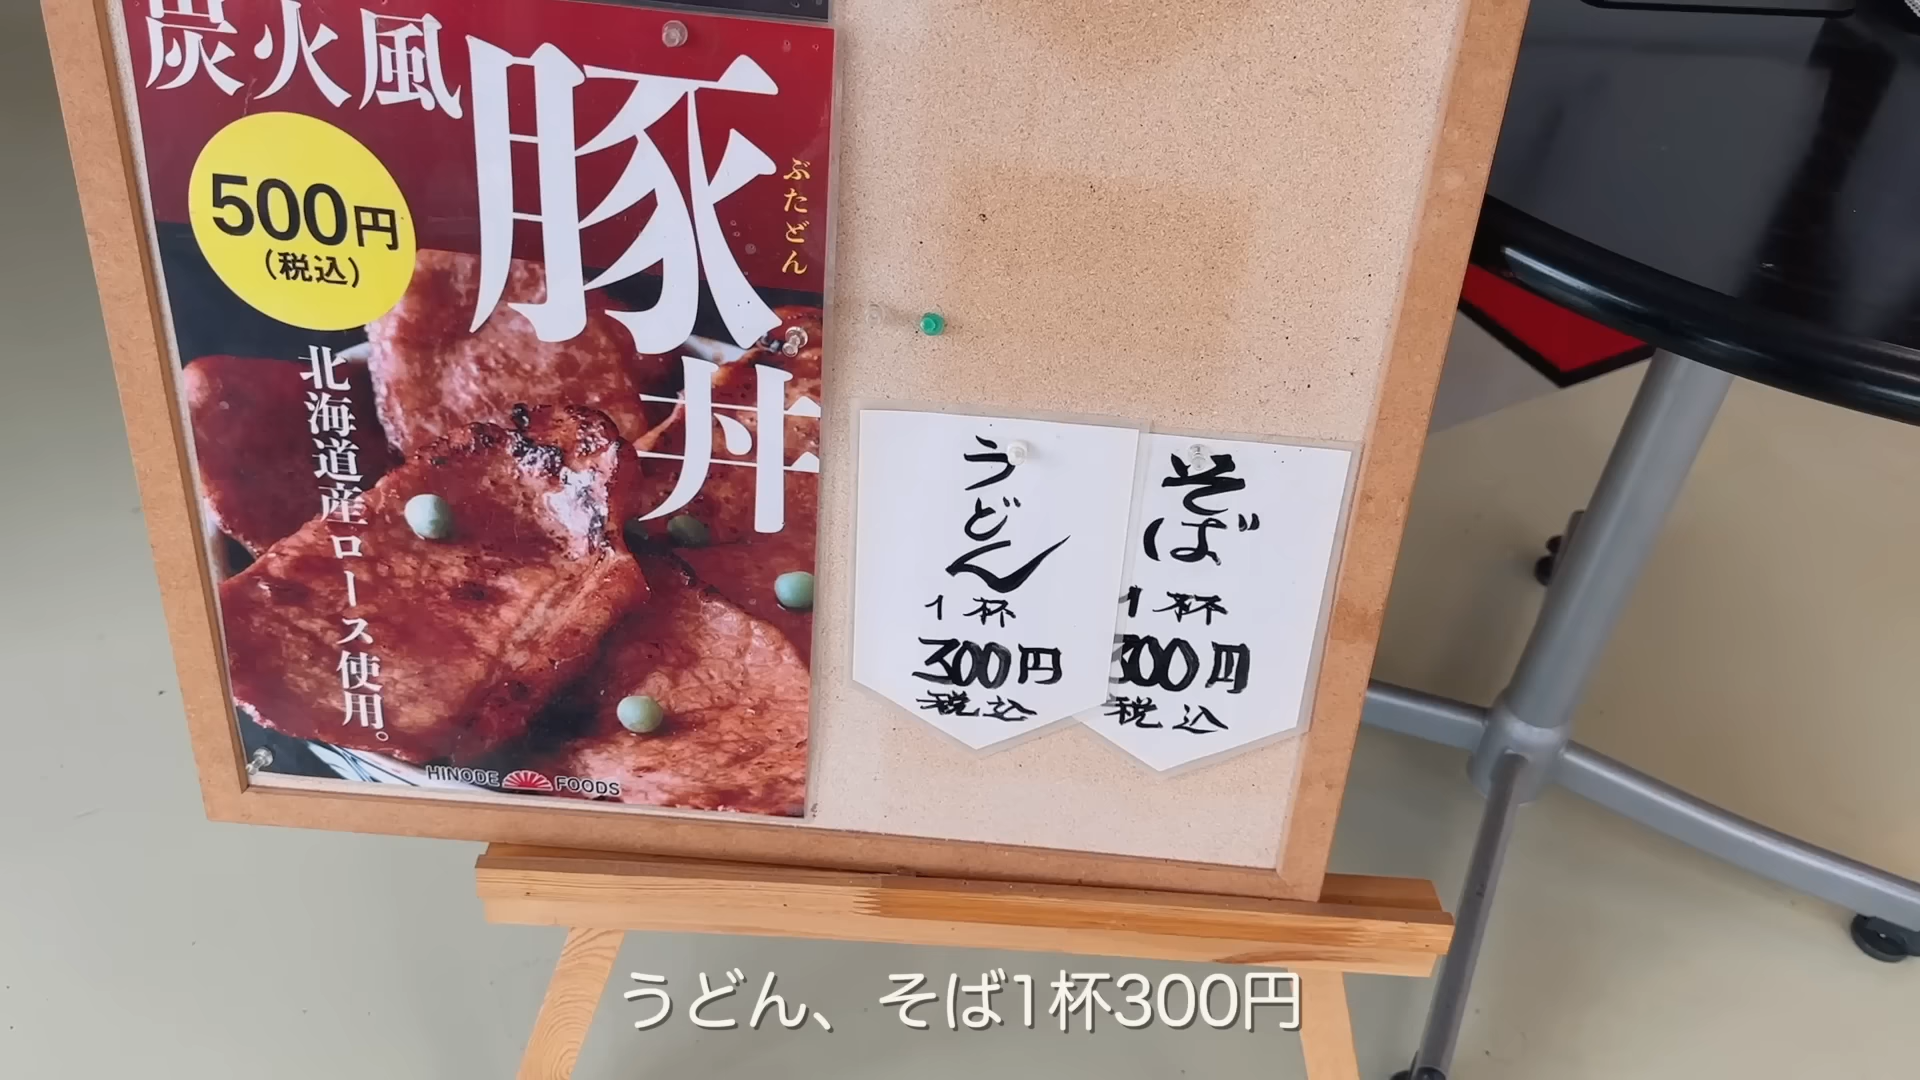 炭火風
豚丼
ぶたどん
500円
(税込)
北海道産ロース使用。
HINODE FOODS
うどん
1杯
300円
税込
そば
1杯
300円
税込
うどん、そば1杯300円